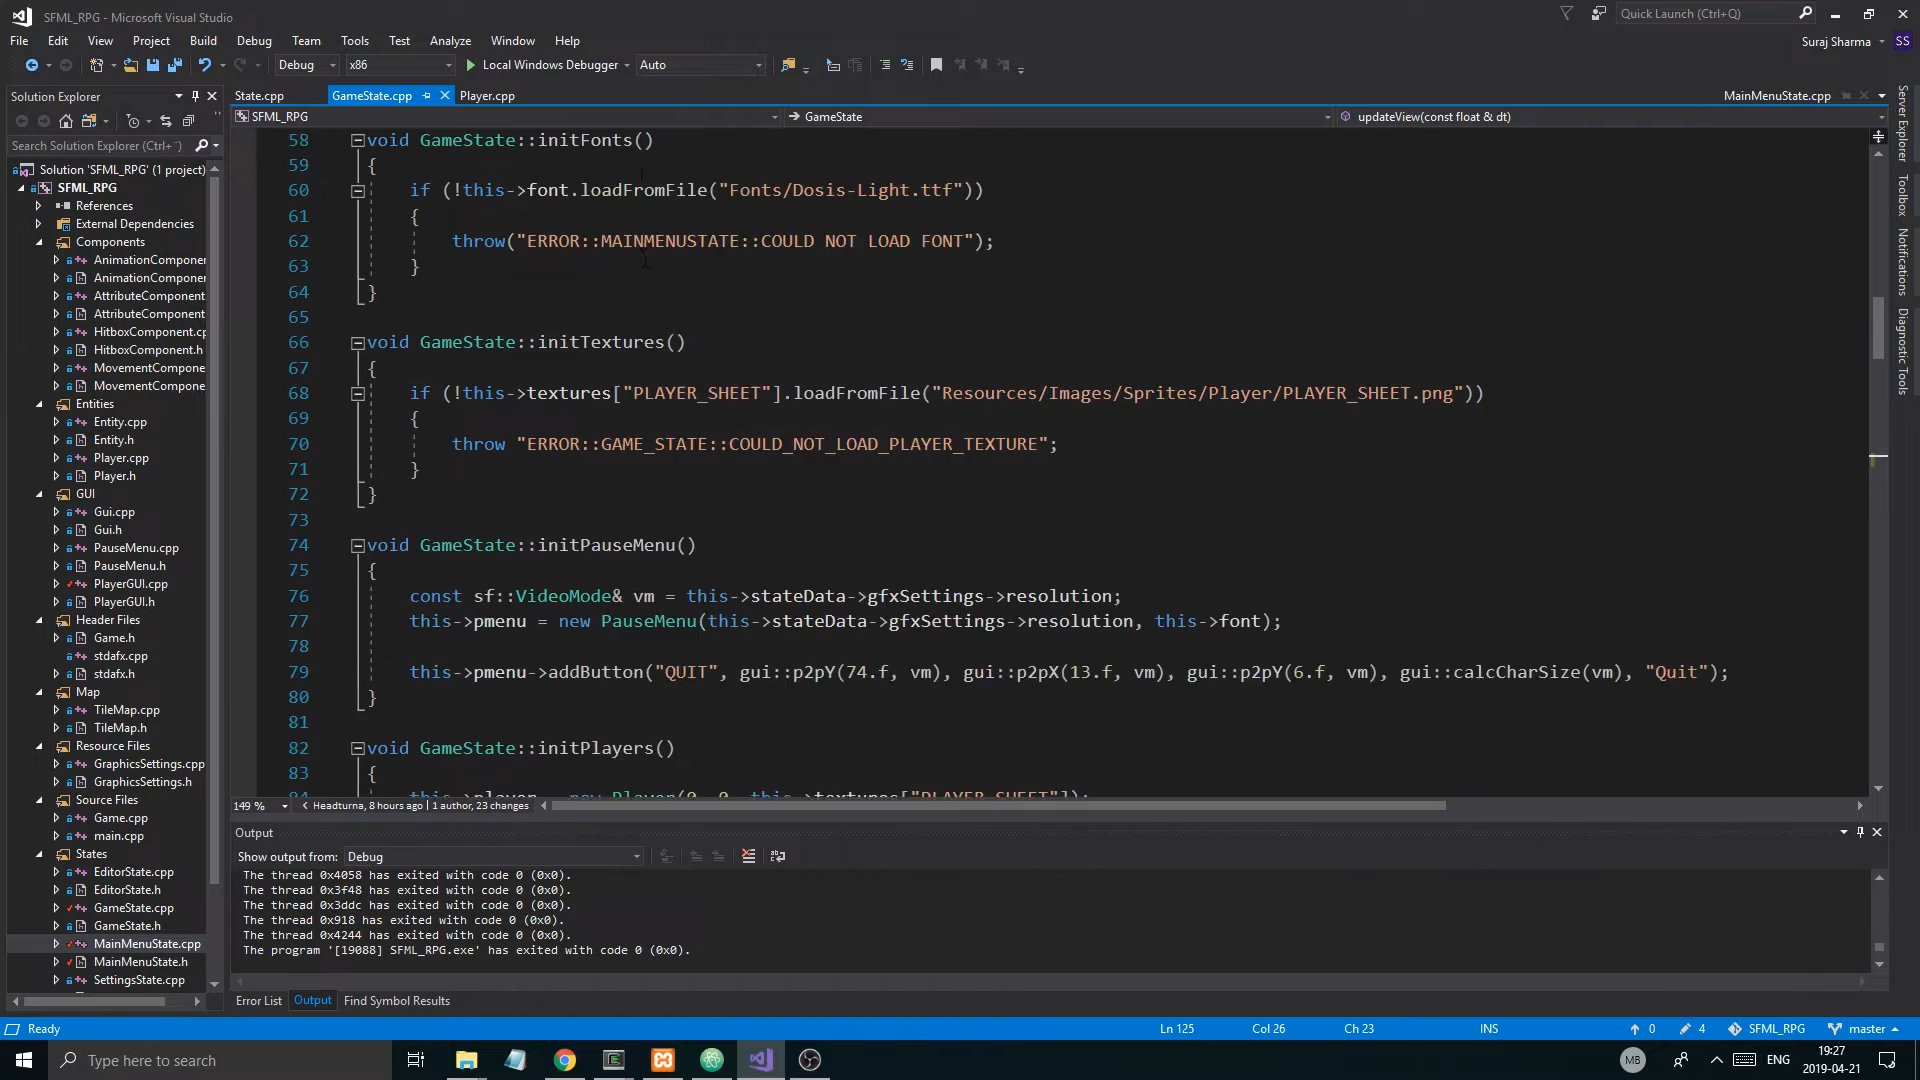 SFML_RPG - Microsoft Visual Studio
Quick Launch (Ctrl+Q)
File Edit View Project Build Debug Team Tools Test Analyze Window Help
Suraj Sharma
SS
Debug
x86
Local Windows Debugger
Auto
Solution Explorer
State.cpp
GameState.cpp
Player.cpp
MainMenuState.cpp
SFML_RPG
GameState
updateView(const float & dt)
Search Solution Explorer (Ctrl+¨)
Solution 'SFML_RPG' (1 project)
SFML_RPG
References
External Dependencies
Components
AnimationComponen
AnimationComponen
AttributeComponent
AttributeComponent
HitboxComponent.cp
HitboxComponent.h
MovementCompone
MovementCompone
Entities
Entity.cpp
Entity.h
Player.cpp
Player.h
GUI
Gui.cpp
Gui.h
PauseMenu.cpp
PauseMenu.h
PlayerGUI.cpp
PlayerGUI.h
Header Files
Game.h
stdafx.cpp
stdafx.h
Map
TileMap.cpp
TileMap.h
Resource Files
GraphicsSettings.cpp
GraphicsSettings.h
Source Files
Game.cpp
main.cpp
States
EditorState.cpp
EditorState.h
GameState.cpp
GameState.h
MainMenuState.cpp
MainMenuState.h
SettingsState.cpp
58 void GameState::initFonts()
59 {
60 if (!this->font.loadFromFile("Fonts/Dosis-Light.ttf"))
61 {
62 throw("ERROR::MAINMENUSTATE::COULD NOT LOAD FONT");
63 }
64 }
65
66 void GameState::initTextures()
67 {
68 if (!this->textures["PLAYER_SHEET"].loadFromFile("Resources/Images/Sprites/Player/PLAYER_SHEET.png"))
69 {
70 throw "ERROR::GAME_STATE::COULD_NOT_LOAD_PLAYER_TEXTURE";
71 }
72 }
73
74 void GameState::initPauseMenu()
75 {
76 const sf::VideoMode& vm = this->stateData->gfxSettings->resolution;
77 this->pmenu = new PauseMenu(this->stateData->gfxSettings->resolution, this->font);
78
79 this->pmenu->addButton("QUIT", gui::p2pY(74.f, vm), gui::p2pX(13.f, vm), gui::p2pY(6.f, vm), gui::calcCharSize(vm), "Quit");
80 }
81
82 void GameState::initPlayers()
83 {
84 this->player = new Player(0, 0, this->textures["PLAYER_SHEET"]);
149 %
Headturna, 8 hours ago | 1 author, 23 changes
Output
Show output from: Debug
The thread 0x4058 has exited with code 0 (0x0).
The thread 0x3f48 has exited with code 0 (0x0).
The thread 0x3ddc has exited with code 0 (0x0).
The thread 0x918 has exited with code 0 (0x0).
The thread 0x4244 has exited with code 0 (0x0).
The program '[19088] SFML_RPG.exe' has exited with code 0 (0x0).
Error List Output Find Symbol Results
Server Explorer
Toolbox
Notifications
Diagnostic Tools
Ready
Ln 125
Col 26
Ch 23
INS
0
4
SFML_RPG
master
Type here to search
MB
ENG
19:27
2019-04-21